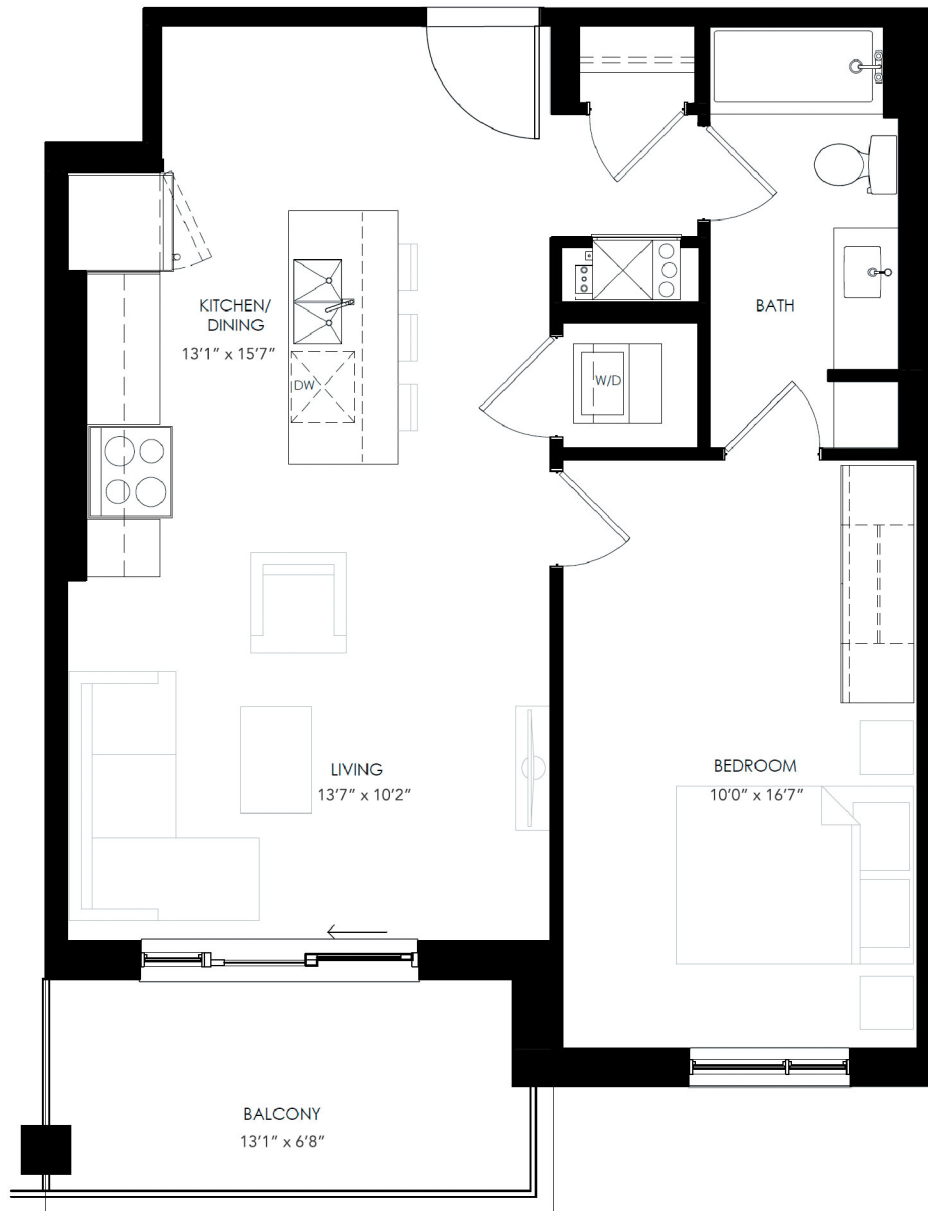 KITCHEN/
DINING
13'1" x 15'7"
DW
W/D
BATH
LIVING
13'7" x 10'2"
BEDROOM
10'0" x 16'7"
BALCONY
13'1" x 6'8"